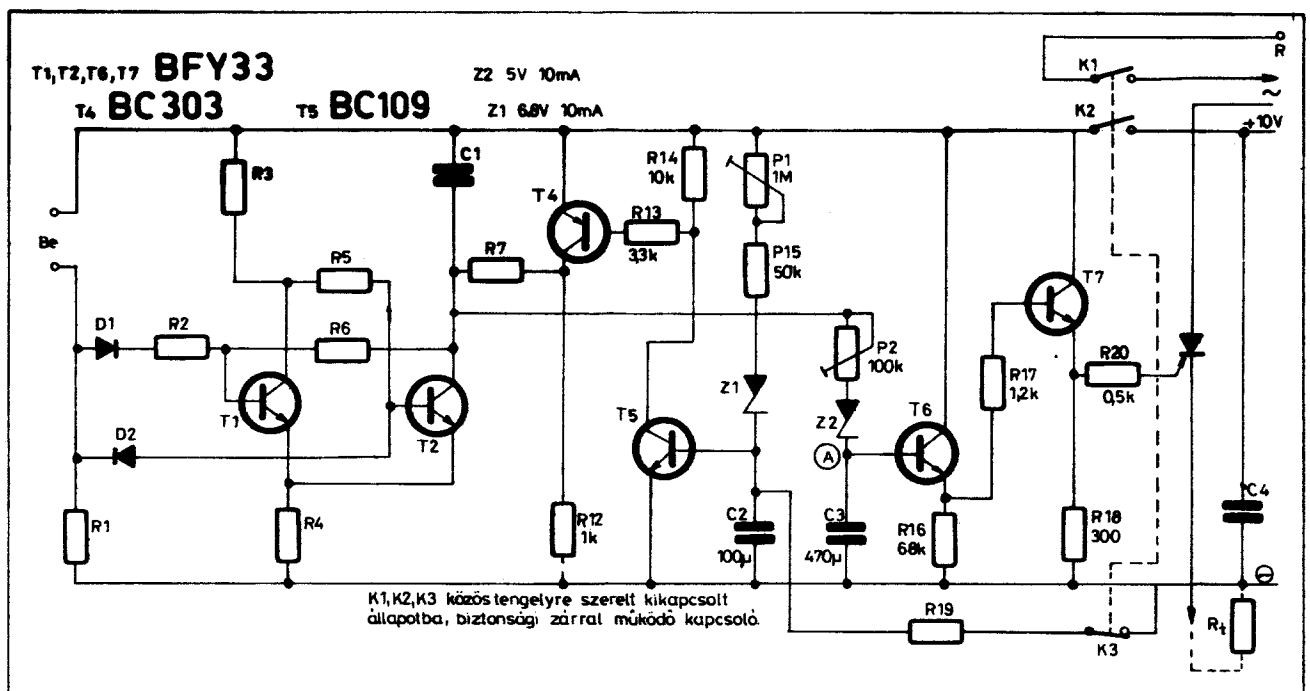 T1,T2,T6,T7 BFY33
T4 BC303
T5 BC109
Z2 5V 10mA
Z1 6.8V 10mA
K1
R
~
K2
+10V
R3
C1
T4
R14
10k
P1
1M
R13
3,3k
Be
R5
R7
P15
50k
T7
D1
R2
R6
P2
100k
R17
1,2k
R20
0,5k
Z1
T1
T2
T5
Z2
T6
D2
A
R1
R4
R12
1k
C2
100µ
C3
470µ
R16
68k
R18
300
C4
K1,K2,K3 közös tengelyre szerelt kikapcsolt
állapotba, biztonsági zárral működő kapcsoló.
R19
K3
Rt